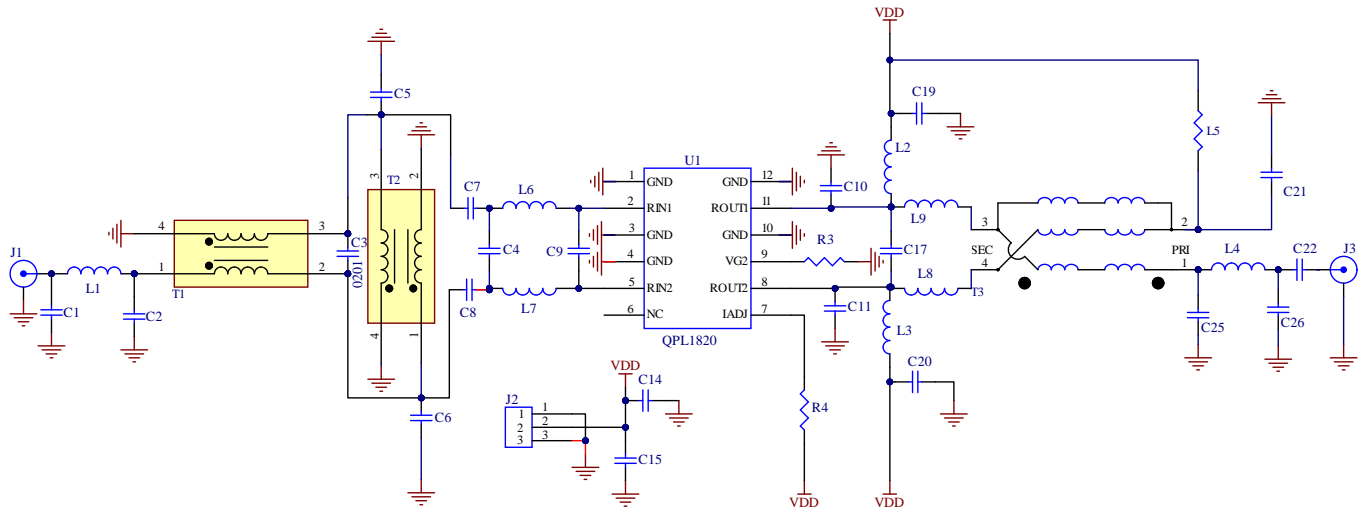 VDD
C19
C5
L5
L2
U1
3
2
T2
1
GND
GND
12
C10
C21
C7
L6
2
RIN1
ROUT1
11
L9
3
2
4
3
C3
0201
C4
C9
3
GND
GND
10
R3
C17
SEC
PRI
L4
C22
J3
J1
4
GND
VG2
9
L8
4
1
L1
1
2
T1
5
RIN2
ROUT2
8
T3
C1
C2
C8
L7
6
NC
IADJ
7
C11
L3
C25
C26
4
1
QPL1820
VDD
C20
C14
J2
1
1
2
2
3
3
R4
C6
C15
VDD
VDD